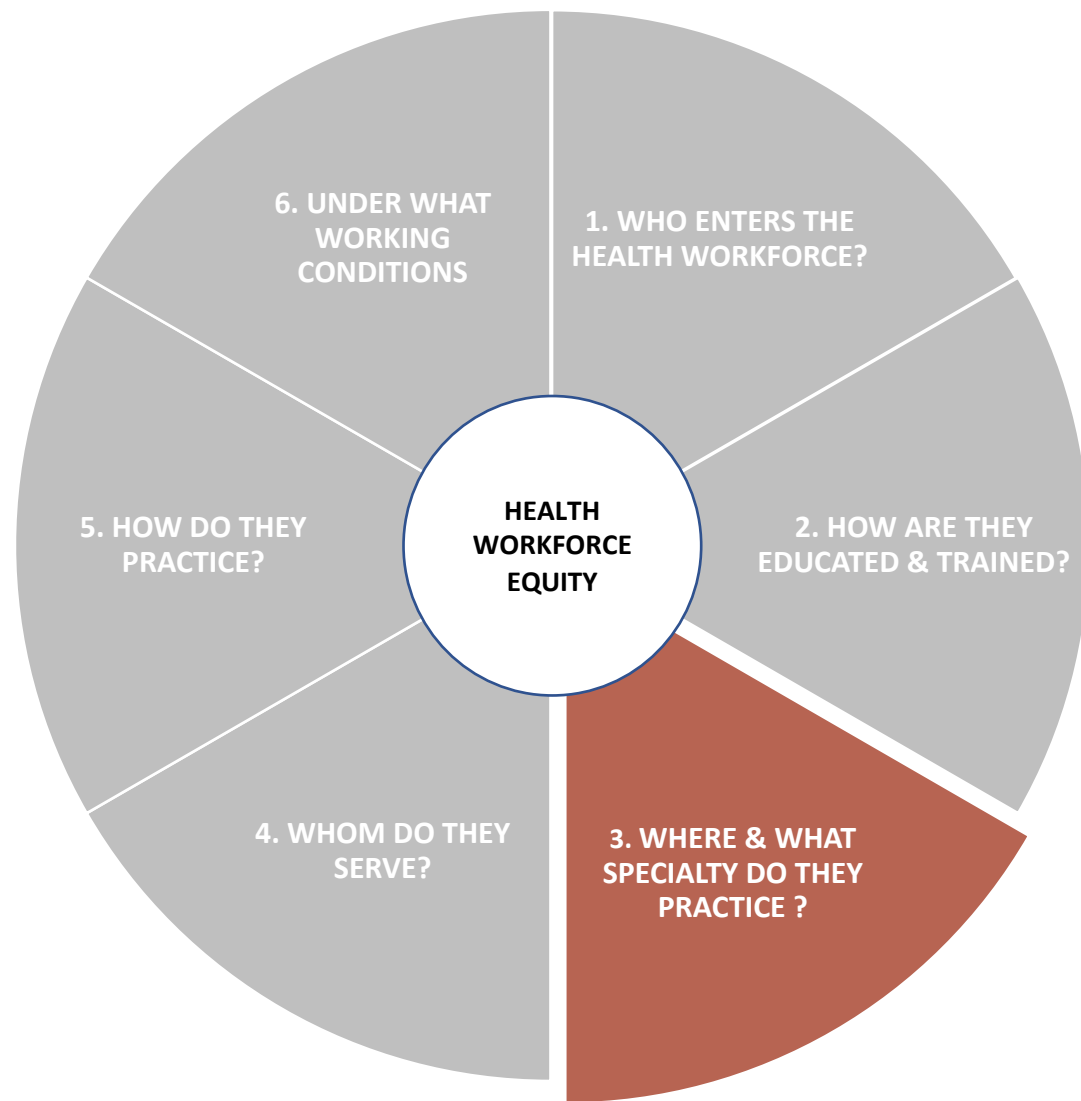 1. WHO ENTERS THE
HEALTH WORKFORCE?
2. HOW ARE THEY
EDUCATED & TRAINED?
3. WHERE & WHAT
SPECIALTY DO THEY
PRACTICE ?
4. WHOM DO THEY
SERVE?
5. HOW DO THEY
PRACTICE?
6. UNDER WHAT
WORKING
CONDITIONS
HEALTH
WORKFORCE
EQUITY